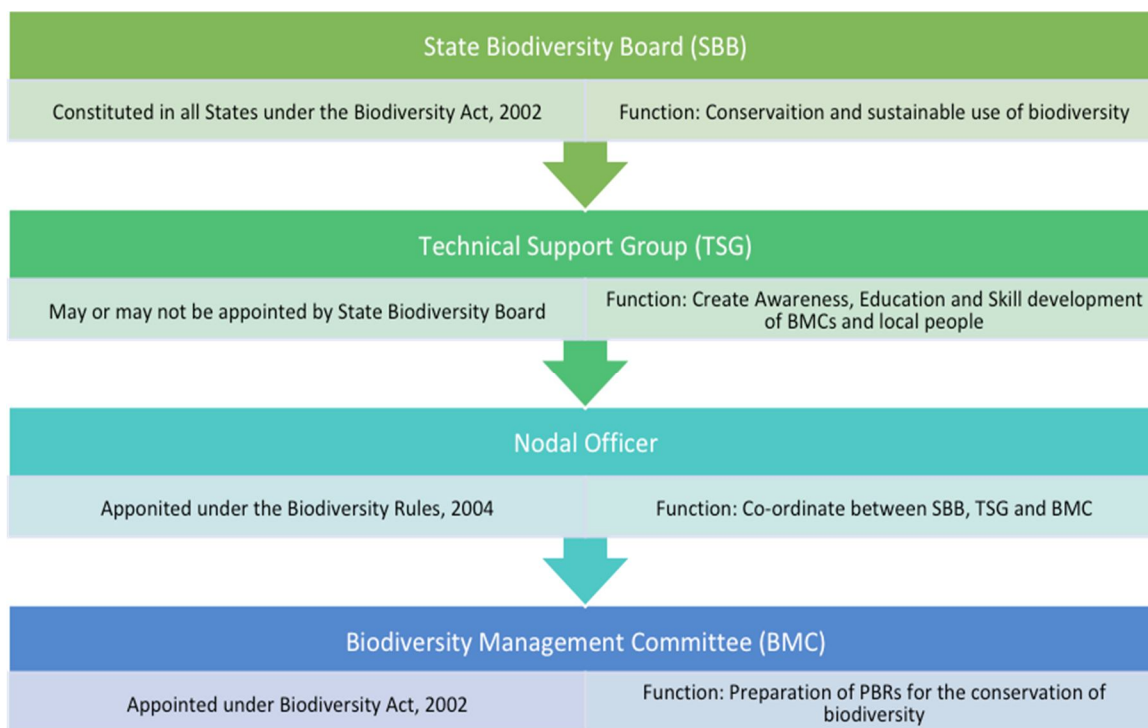 State Biodiversity Board (SBB)
Constituted in all States under the Biodiversity Act, 2002
Function: Conservaition and sustainable use of biodiversity
Technical Support Group (TSG)
May or may not be appointed by State Biodiversity Board
Function: Create Awareness, Education and Skill development
of BMCs and local people
Nodal Officer
Apponited under the Biodiversity Rules, 2004
Function: Co-ordinate between SBB, TSG and BMC
Biodiversity Management Committee (BMC)
Appointed under Biodiversity Act, 2002
Function: Preparation of PBRs for the conservation of
biodiversity